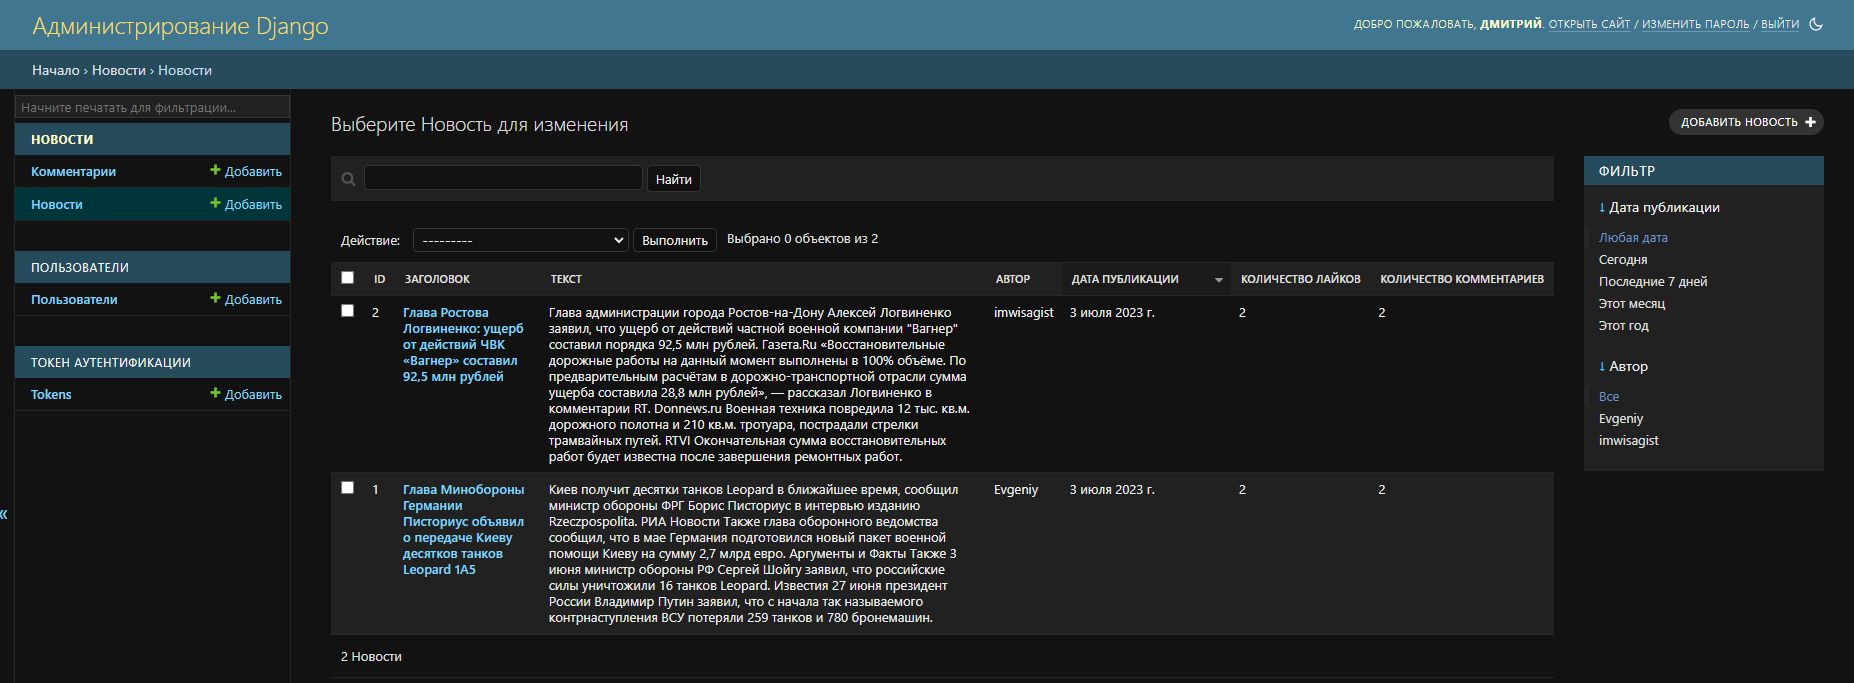 Администрирование Django
ДОБРО ПОЖАЛОВАТЬ, ДМИТРИЙ. ОТКРЫТЬ САЙТ / ИЗМЕНИТЬ ПАРОЛЬ / ВЫЙТИ
Начало › Новости › Новости
Начните печатать для фильтрации...
НОВОСТИ
Комментарии + Добавить
Новости + Добавить
ПОЛЬЗОВАТЕЛИ
Пользователи + Добавить
ТОКЕН АУТЕНТИФИКАЦИИ
Tokens + Добавить
«
Выберите Новость для изменения
ДОБАВИТЬ НОВОСТЬ +
Найти
Действие: --------- Выполнить Выбрано 0 объектов из 2
ID ЗАГОЛОВОК ТЕКСТ АВТОР ДАТА ПУБЛИКАЦИИ КОЛИЧЕСТВО ЛАЙКОВ КОЛИЧЕСТВО КОММЕНТАРИЕВ
2
Глава Ростова
Логвиненко: ущерб
от действий ЧВК
«Вагнер» составил
92,5 млн рублей
Глава администрации города Ростов-на-Дону Алексей Логвиненко
заявил, что ущерб от действий частной военной компании "Вагнер"
составил порядка 92,5 млн рублей. Газета.Ru «Восстановительные
дорожные работы на данный момент выполнены в 100% объёме. По
предварительным расчётам в дорожно-транспортной отрасли сумма
ущерба составила 28,8 млн рублей», — рассказал Логвиненко в
комментарии RT. Donnews.ru Военная техника повредила 12 тыс. кв.м.
дорожного полотна и 210 кв.м. тротуара, пострадали стрелки
трамвайных путей. RTVI Окончательная сумма восстановительных
работ будет известна после завершения ремонтных работ.
imwisagist 3 июля 2023 г. 2 2
1
Глава Минобороны
Германии
Писториус объявил
о передаче Киеву
десятков танков
Leopard 1A5
Киев получит десятки танков Leopard в ближайшее время, сообщил
министр обороны ФРГ Борис Писториус в интервью изданию
Rzeczpospolita. РИА Новости Также глава оборонного ведомства
сообщил, что в мае Германия подготовился новый пакет военной
помощи Киеву на сумму 2,7 млрд евро. Аргументы и Факты Также 3
июня министр обороны РФ Сергей Шойгу заявил, что российские
силы уничтожили 16 танков Leopard. Известия 27 июня президент
России Владимир Путин заявил, что с начала так называемого
контрнаступления ВСУ потеряли 259 танков и 780 бронемашин.
Evgeniy 3 июля 2023 г. 2 2
2 Новости
ФИЛЬТР
↓ Дата публикации
Любая дата
Сегодня
Последние 7 дней
Этот месяц
Этот год
↓ Автор
Все
Evgeniy
imwisagist